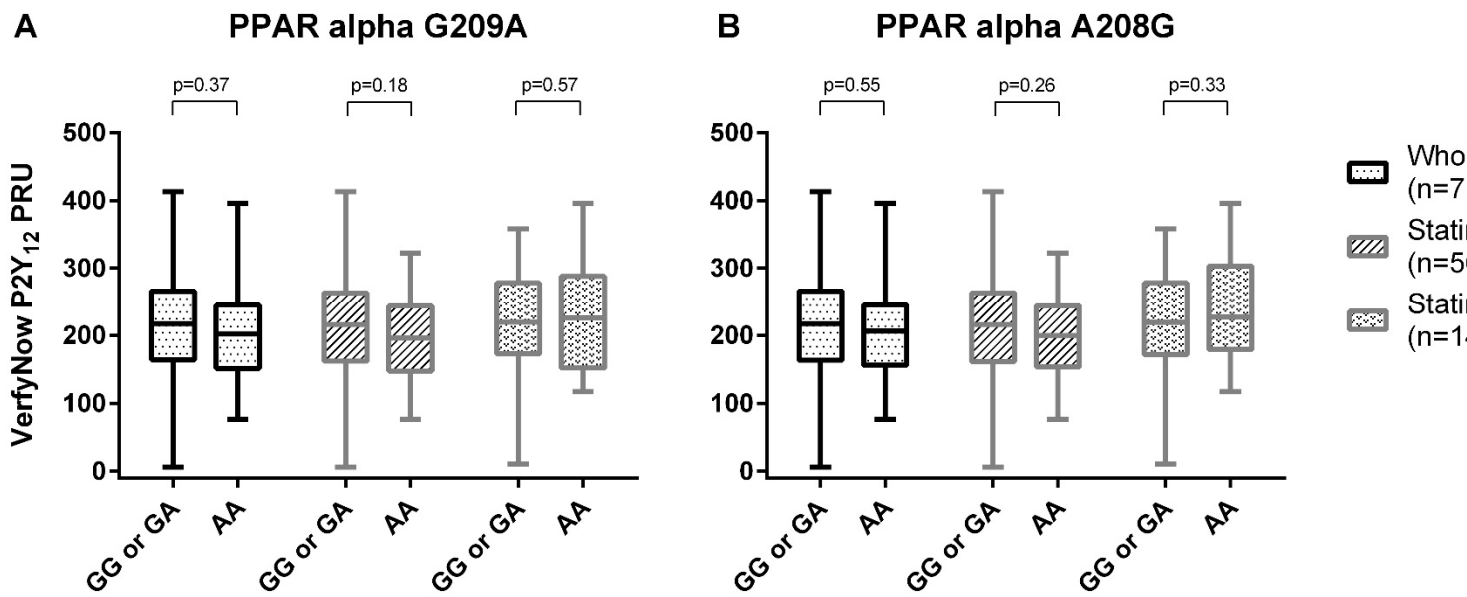 A
PPAR alpha G209A
B
PPAR alpha A208G
p=0.37
p=0.18
p=0.57
p=0.55
p=0.26
p=0.33
VerfyNow P2Y₁₂ PRU
500
400
300
200
100
0
500
400
300
200
100
0
GG or GA
AA
GG or GA
AA
GG or GA
AA
GG or GA
AA
GG or GA
AA
GG or GA
AA